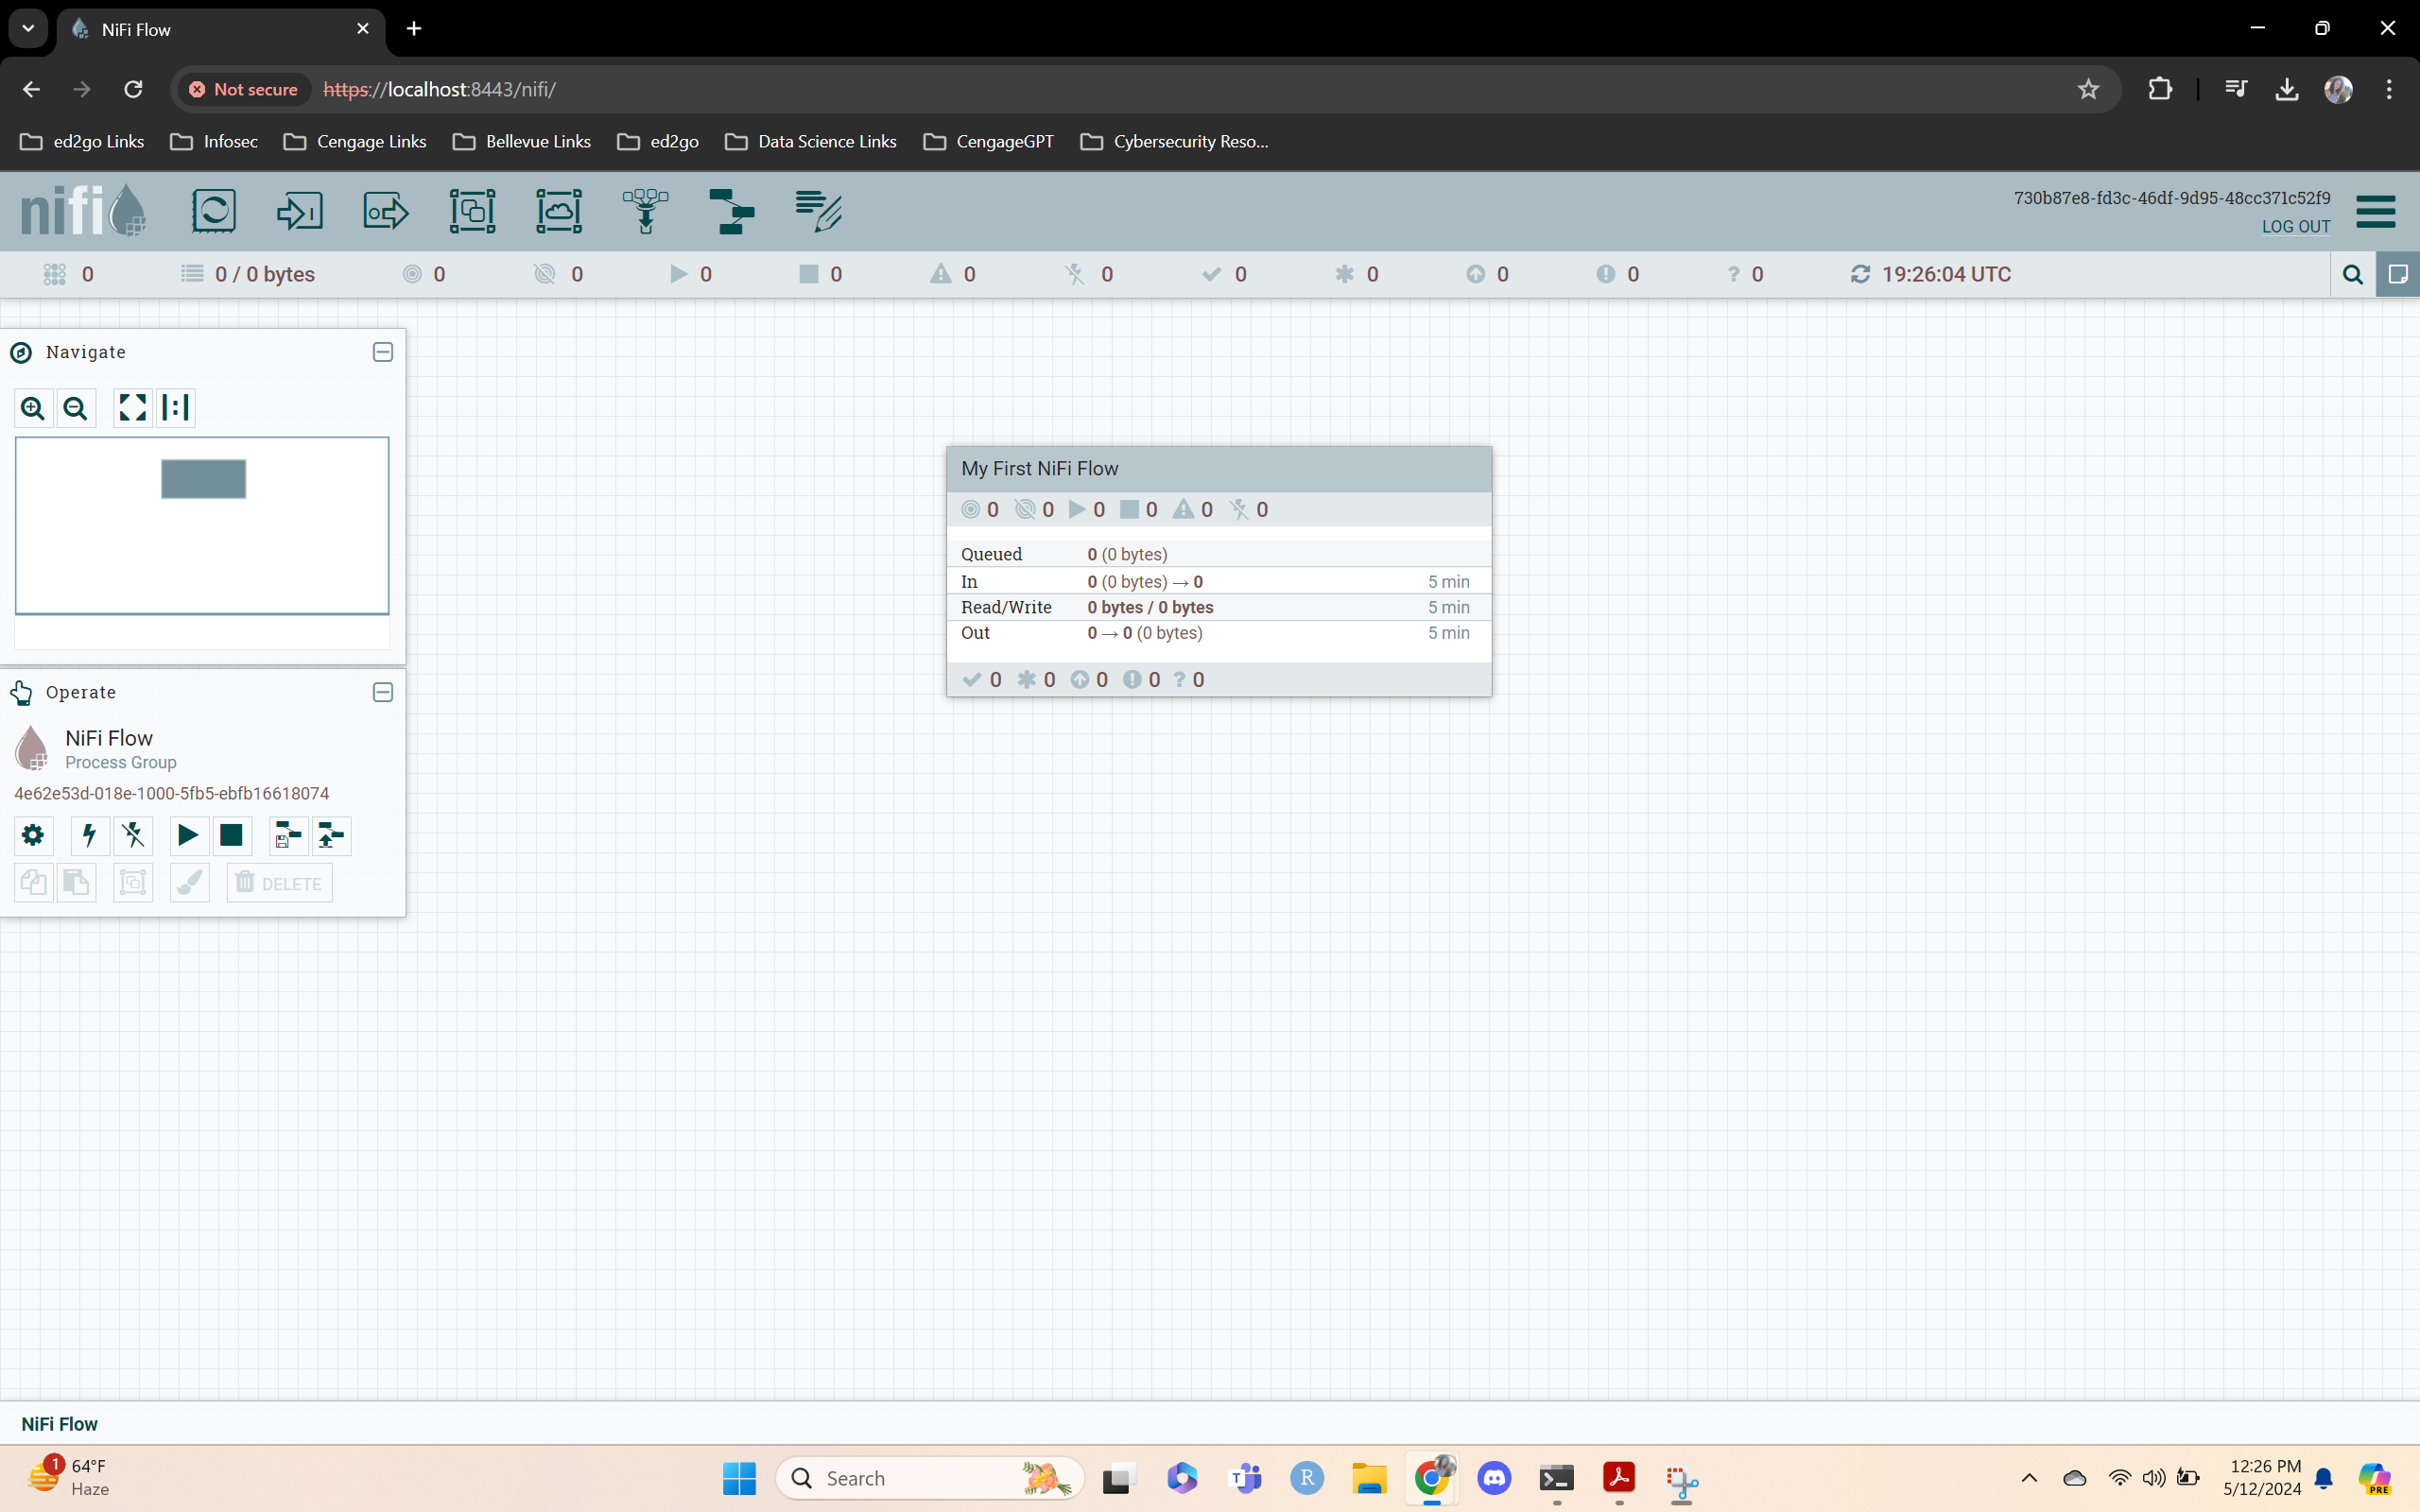 NiFi Flow
Not secure https://localhost:8443/nifi/
ed2go Links Infosec Cengage Links Bellevue Links ed2go Data Science Links CengageGPT Cybersecurity Reso...
nifi
730b87e8-fd3c-46df-9d95-48cc371c52f9
LOG OUT
0 0 / 0 bytes 0 0 0 0 0 0 0 0 0 0 ? 0 19:26:04 UTC
Navigate
My First NiFi Flow
0 0 0 0 0 0
Queued 0 (0 bytes)
In 0 (0 bytes) → 0 5 min
Read/Write 0 bytes / 0 bytes 5 min
Out 0 → 0 (0 bytes) 5 min
0 0 0 0 ? 0
Operate
NiFi Flow
Process Group
4e62e53d-018e-1000-5fb5-ebfb16618074
DELETE
NiFi Flow
1 64°F
Haze
Search
T
R
12:26 PM
5/12/2024
PRE